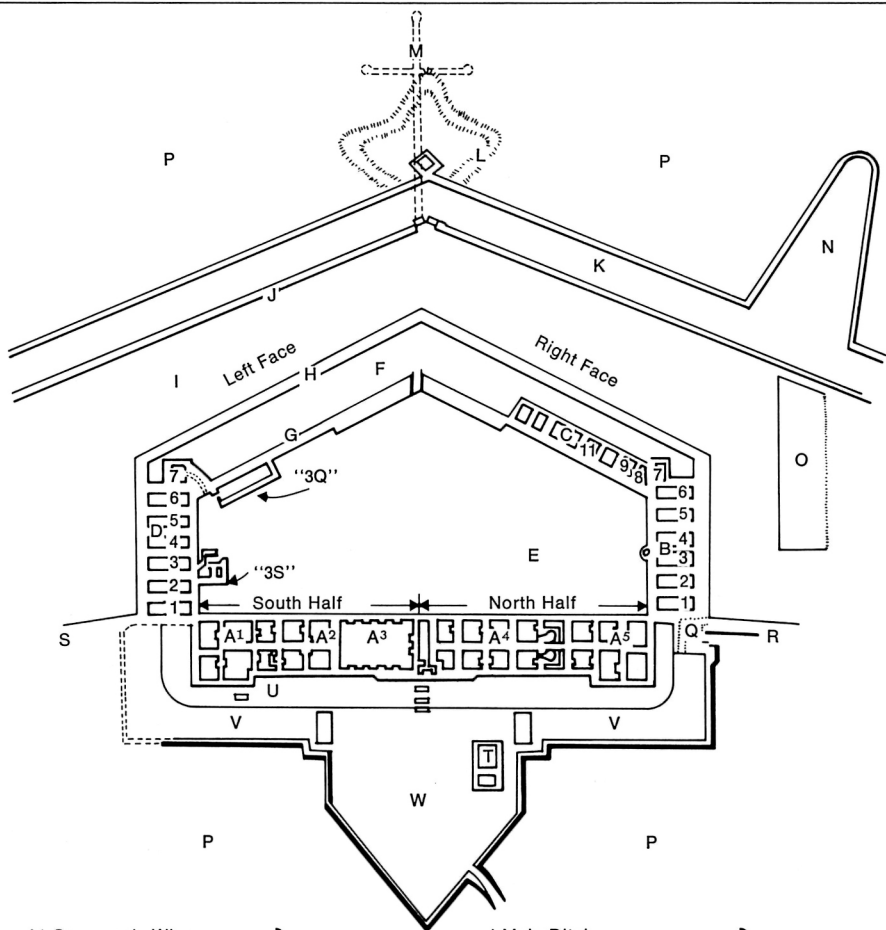 M
P
L
P
N
K
J
Right Face
I
Left Face
H
F
G
C
11
9
8
7
"3Q"
O
7
6
5
D
4
3
2
1
6
5
4
B
3
2
1
E
"3S"
South Half
North Half
S
A1
A2
A3
A4
A5
Q
R
U
V
V
T
W
P
P